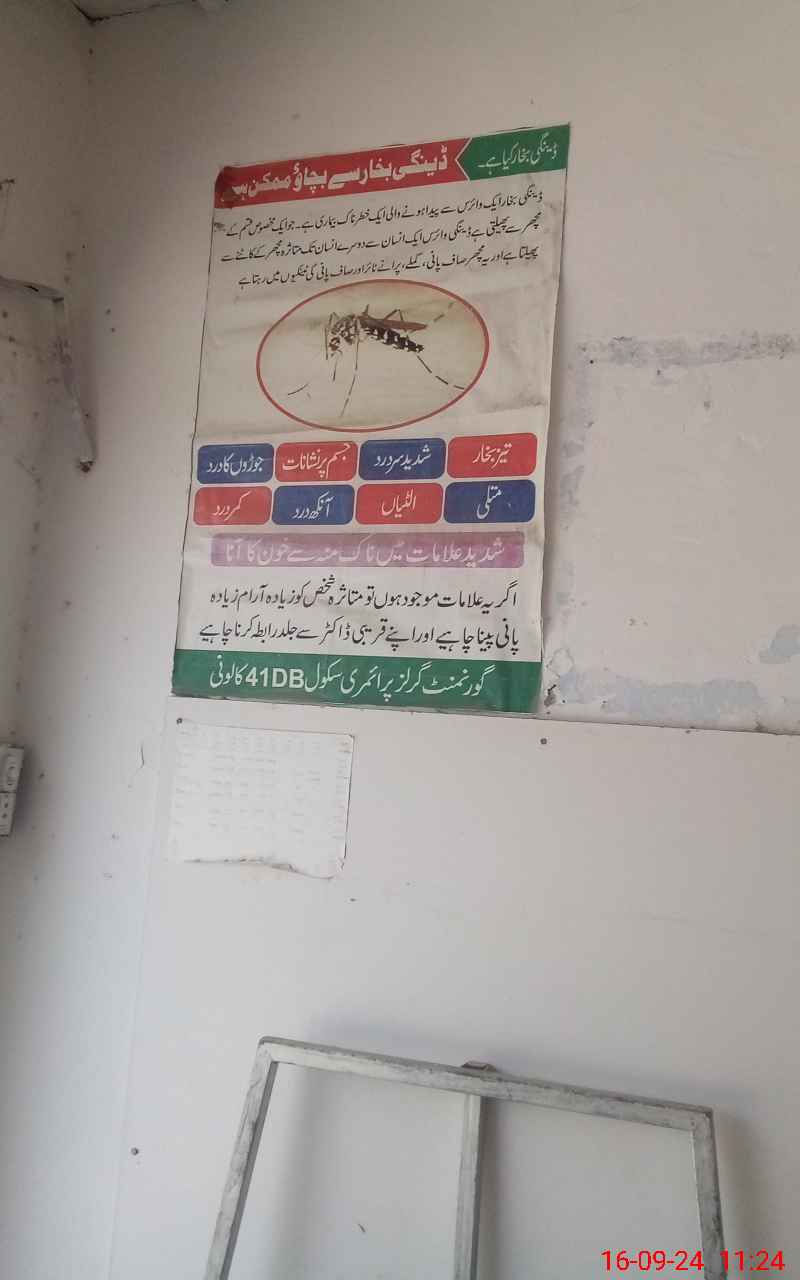 ڈینگی بخار کیا ہے۔
ڈینگی بخار سے بچاؤ ممکن ہے
ڈینگی بخار ایک وائرس سے پیدا ہونے والی ایک خطرناک بیماری ہے۔ جو ایک مخصوص قسم کے
مچھر سے پھیلتی ہے ڈینگی وائرس ایک انسان سے دوسرے انسان تک متاثرہ مچھر کے کاٹنے سے
پھیلتا ہے اور یہ مچھر صاف پانی، گملے، پرانے ٹائر اور صاف پانی کی ٹینکیوں میں رہتا ہے
تیز بخار شدید سر درد جسم پر نشانات جوڑوں کا درد
متلی الٹیاں آنکھ درد کمر درد
شدید علامات میں ناک منہ سے خون کا آنا
اگر یہ علامات موجود ہوں تو متاثرہ شخص کو زیادہ آرام زیادہ
پانی پینا چاہیے اور اپنے قریبی ڈاکٹر سے جلد رابطہ کرنا چاہیے
گورنمنٹ گرلز پرائمری سکول 41DB کالونی
16-09-24 11:24